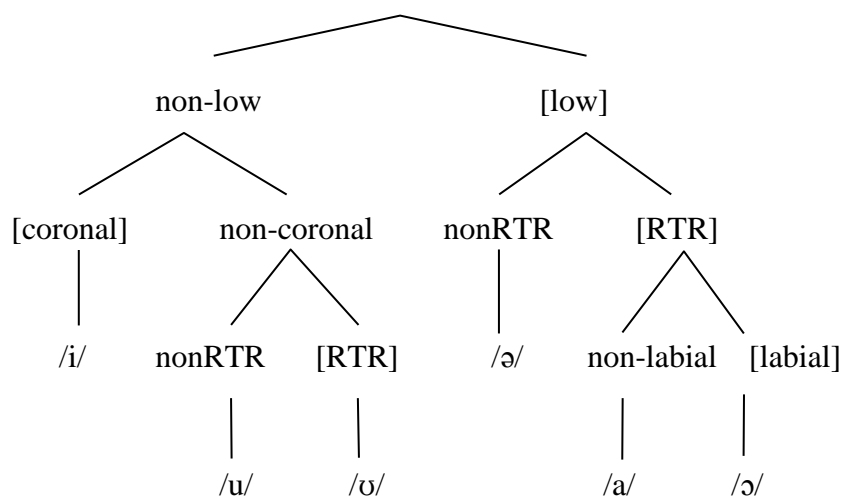 non-low [low]
[coronal] non-coronal nonRTR [RTR]
/i/ nonRTR [RTR] /ə/ non-labial [labial]
/u/ /ʊ/ /a/ /ɔ/